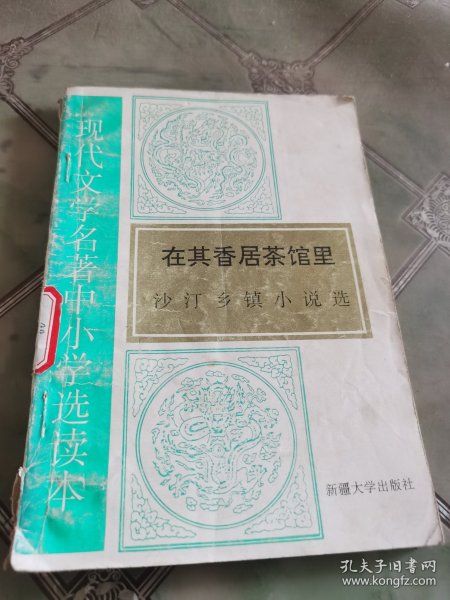 现代文学名著中小学选读本
在其香居茶馆里
沙汀乡镇小说选
新疆大学出版社
孔夫子旧书网
www.kongfz.com